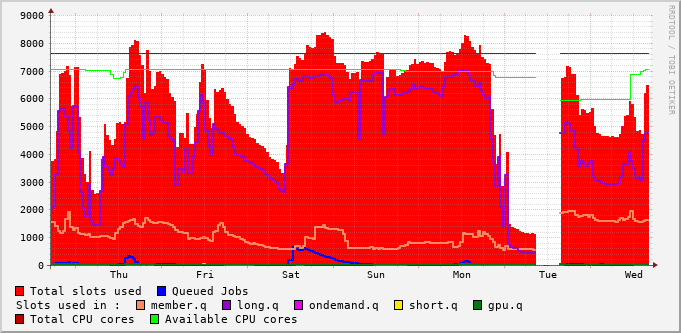 9000
8000
7000
6000
5000
4000
3000
2000
1000
0
Thu Fri Sat Sun Mon Tue Wed
RRDTOOL / TOBI OETIKER
Total slots used Queued Jobs
Slots used in : member.q long.q ondemand.q short.q gpu.q
Total CPU cores Available CPU cores